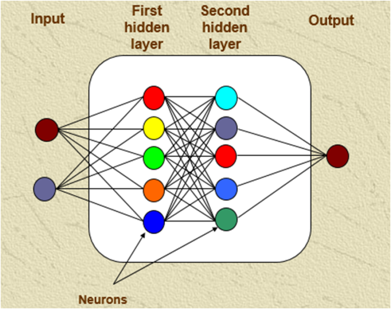 Input
First
hidden
layer
Second
hidden
layer
Output
Neurons